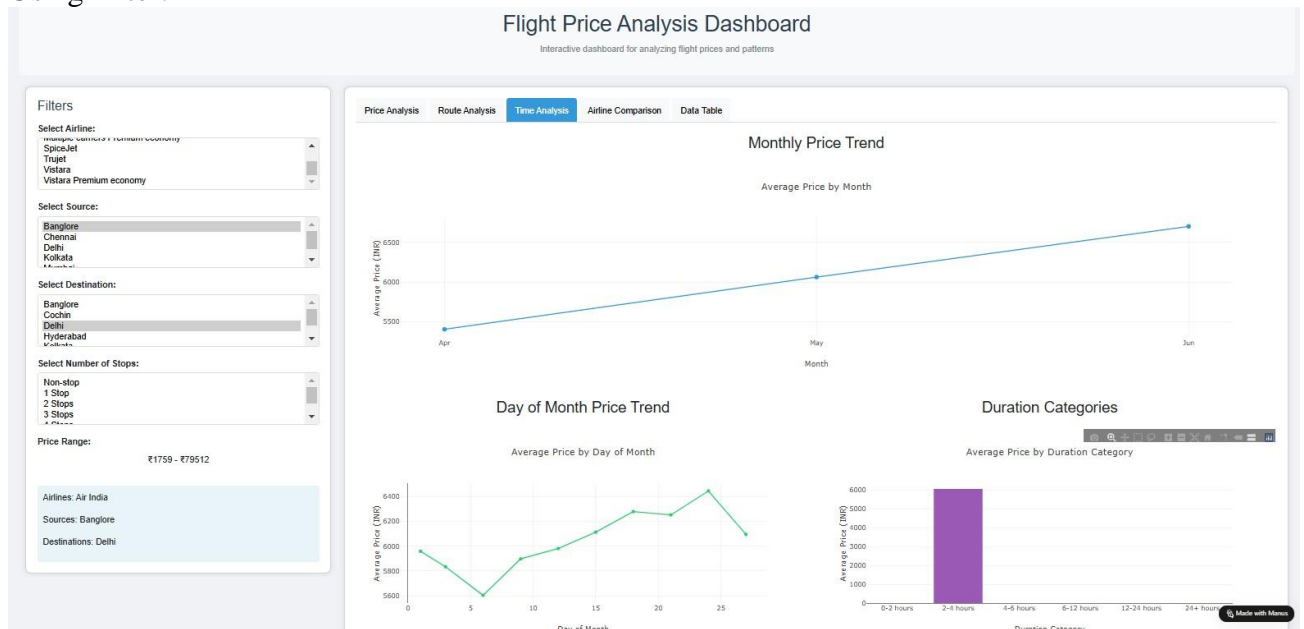 Flight Price Analysis Dashboard
Interactive dashboard for analyzing flight prices and patterns
Filters
Select Airline:
SpiceJet
Trujet
Vistara
Vistara Premium economy
Select Source:
Banglore
Chennai
Delhi
Kolkata
Select Destination:
Banglore
Cochin
Delhi
Hyderabad
Kolkata
Select Number of Stops:
Non-stop
1 Stop
2 Stops
3 Stops
Price Range:
₹1759 - ₹79512
Airlines: Air India
Sources: Banglore
Destinations: Delhi
Price Analysis Route Analysis Time Analysis Airline Comparison Data Table
Monthly Price Trend
Average Price by Month
Average Price (INR)
6500
6000
5500
Apr May Jun
Month
Day of Month Price Trend
Average Price by Day of Month
Average Price (INR)
6400
6200
6000
5800
5600
0 5 10 15 20 25
Day of Month
Duration Categories
Average Price by Duration Category
Average Price (INR)
6000
5000
4000
3000
2000
1000
0
0-2 hours 2-4 hours 4-6 hours 6-12 hours 12-24 hours 24+ hours
Duration Category
Made with Manus